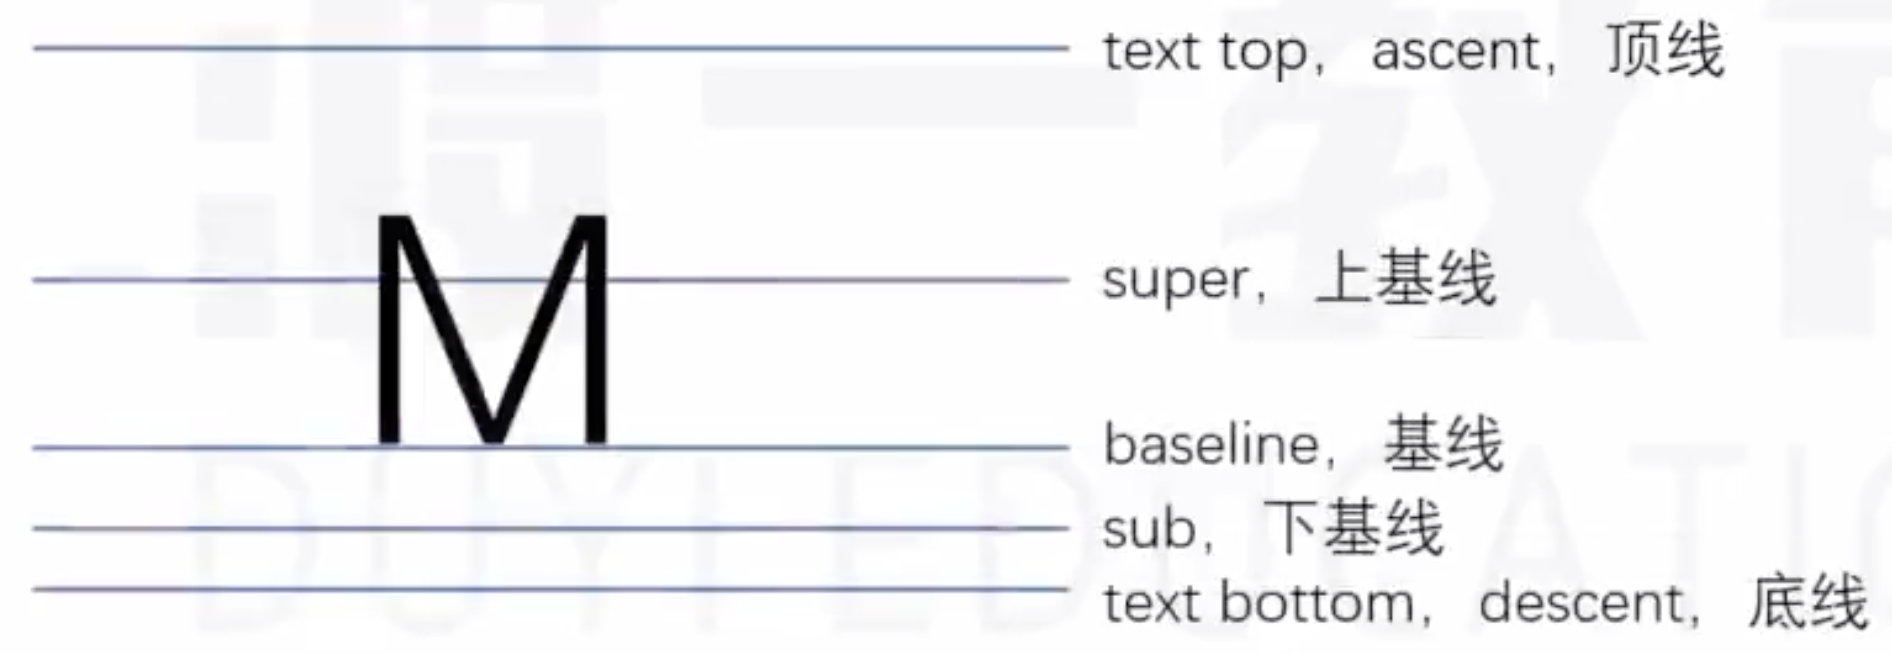 text top， ascent， 顶线
M
super， 上基线
baseline， 基线
sub， 下基线
text bottom， descent， 底线
DUYI EDUCATI